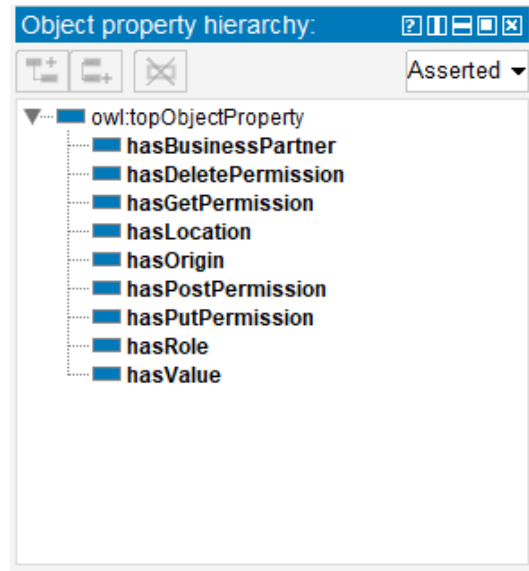 Object property hierarchy:
Asserted
owl:topObjectProperty
hasBusinessPartner
hasDeletePermission
hasGetPermission
hasLocation
hasOrigin
hasPostPermission
hasPutPermission
hasRole
hasValue